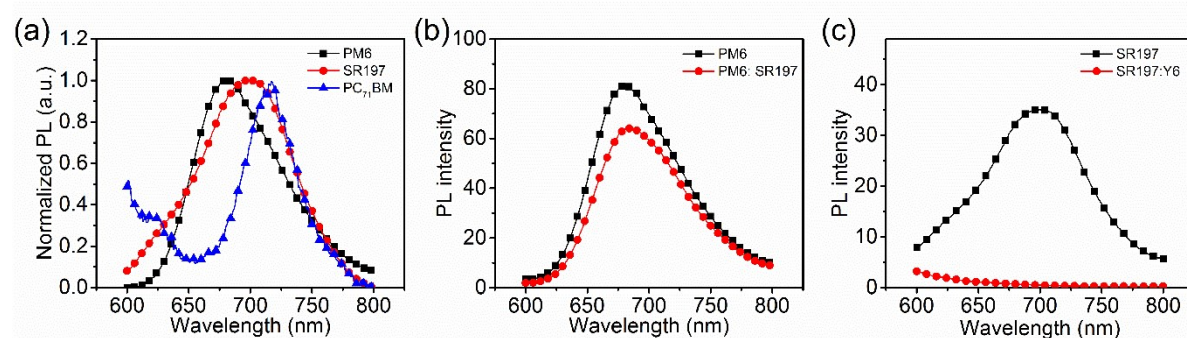 (a)
Normalized PL (a.u.)
1.2
1.0
0.8
0.6
0.4
0.2
0.0
PM6
SR197
PC71BM
600 650 700 750 800
Wavelength (nm)
(b)
PL intensity
100
80
60
40
20
0
PM6
PM6: SR197
600 650 700 750 800
Wavelength (nm)
(c)
PL intensity
40
30
20
10
0
SR197
SR197:Y6
600 650 700 750 800
Wavelength (nm)